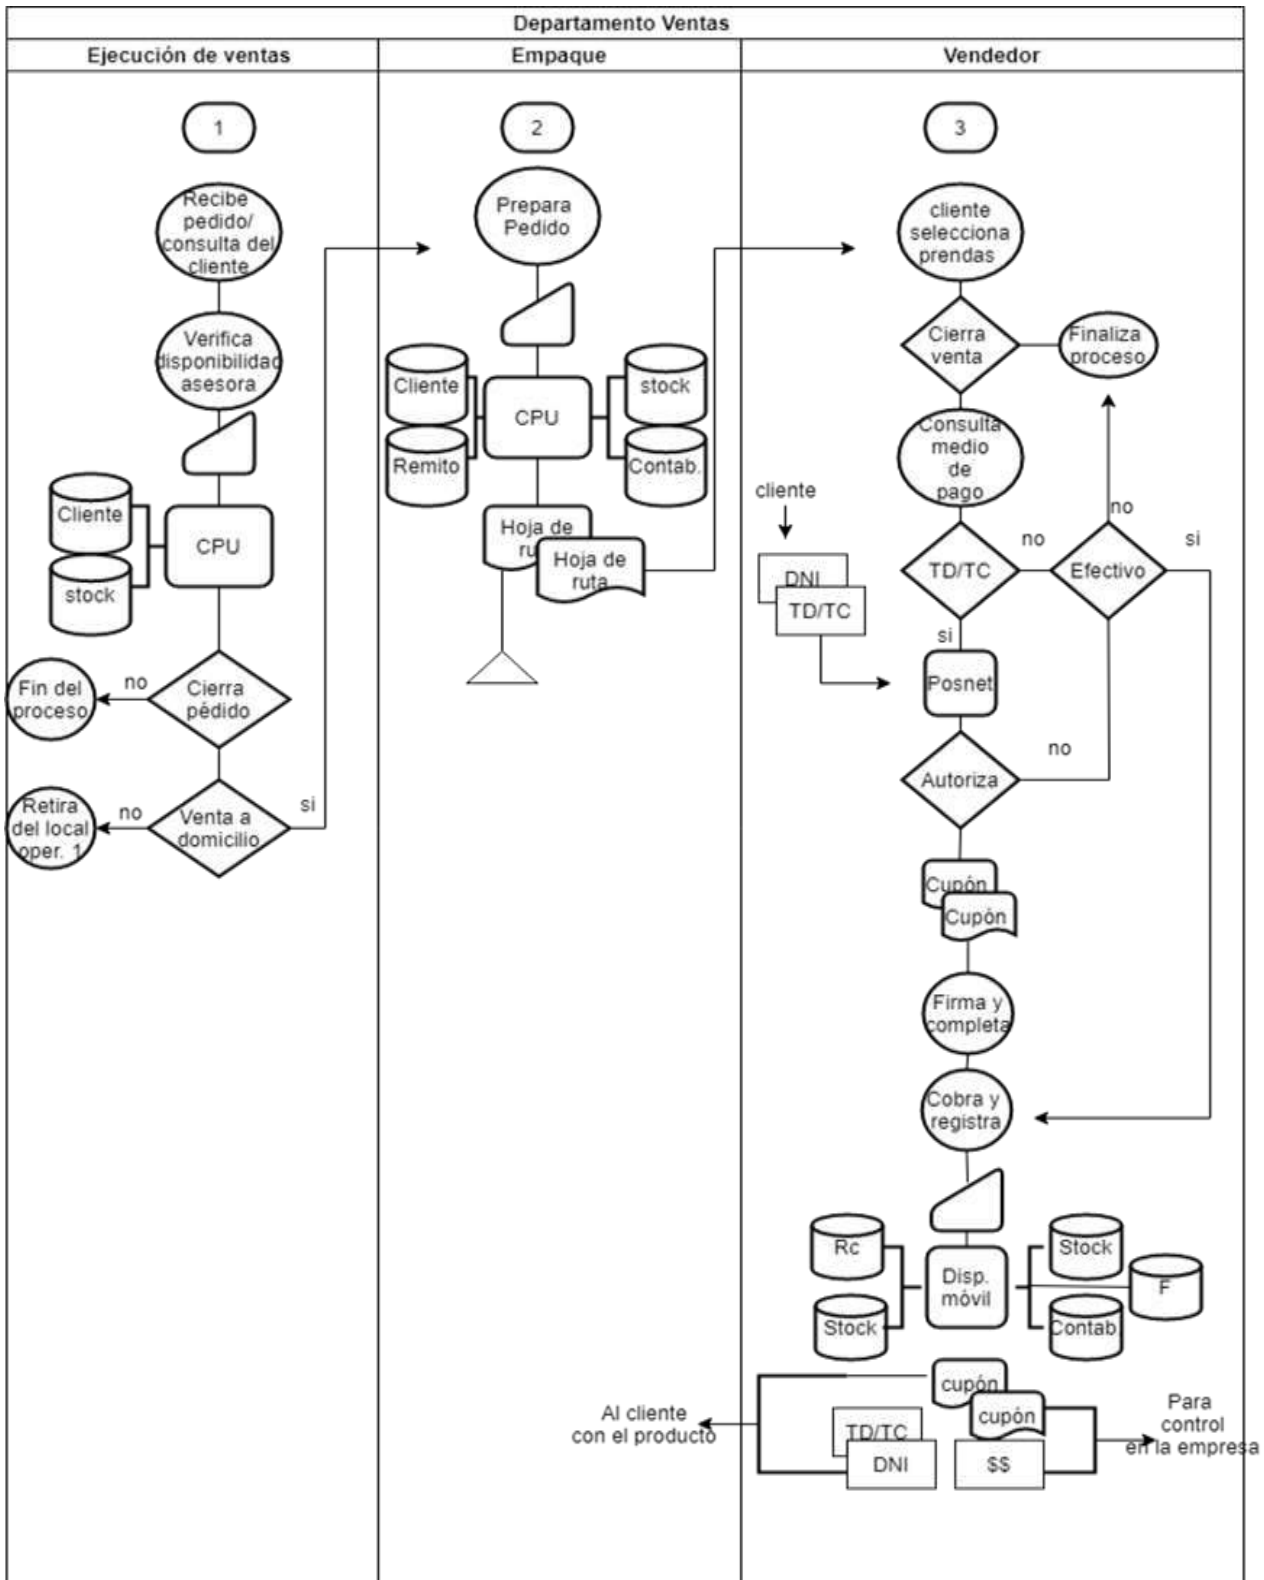 Departamento Ventas
Ejecución de ventas
Empaque
Vendedor
1
Recibe
pedido/
consulta del
cliente
Verifica
disponibilidad
asesora
Cliente
stock
CPU
Cierra
pédido
no
Fin del
proceso
Venta a
domicilio
no
si
Retira
del local
oper. 1
2
Prepara
Pedido
Cliente
Remito
CPU
stock
Contab.
Hoja de
ru
Hoja de
ruta
3
cliente
selecciona
prendas
Cierra
venta
Finaliza
proceso
Consulta
medio
de
pago
cliente
DNI
TD/TC
TD/TC
no
Efectivo
no
si
si
Posnet
Autoriza
no
Cupón
Cupón
Firma y
completa
Cobra y
registra
Rc
Stock
Disp.
móvil
Stock
F
Contab.
cupón
cupón
TD/TC
DNI
$$
Al cliente
con el producto
Para
control
en la empresa